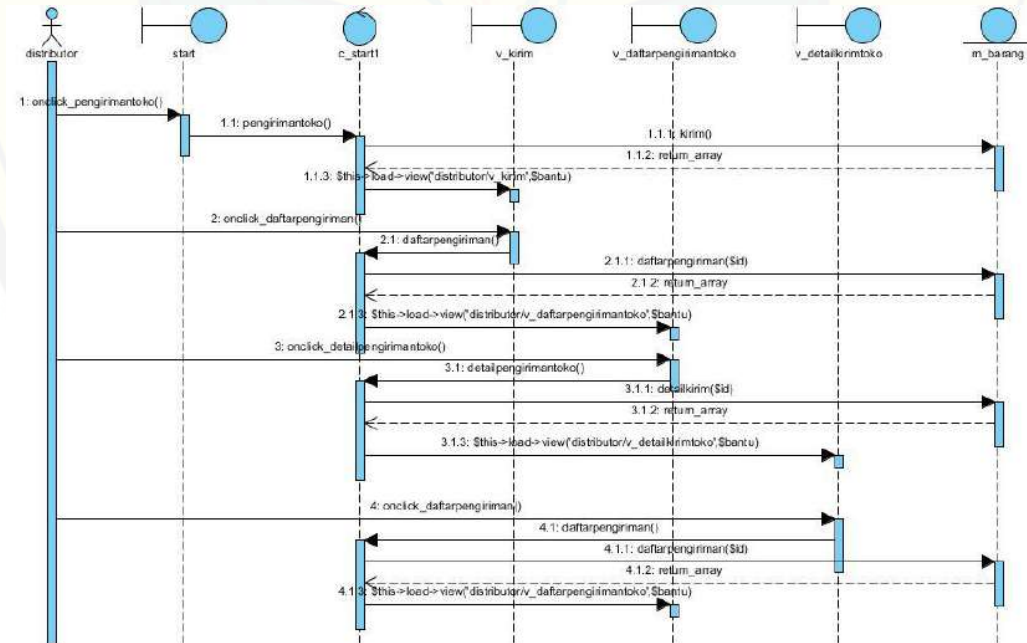 distributor
start
c_start1
v_kirim
v_daftarpengirimantoko
v_detailkirimtoko
m_barang
1: onclick_pengirimantoko()
1.1: pengirimantoko()
1.1.1: kirim()
1.1.2: return_array
1.1.3: $this->load->view("distributor/v_kirim",$bantu)
2: onclick_daftarpengiriman()
2.1: daftarpengiriman()
2.1.1: daftarpengiriman($id)
2.1.2: return_array
2.1.3: $this->load->view("distributor/v_daftarpengirimantoko",$bantu)
3: onclick_detailpengirimantoko()
3.1: detailpengirimantoko()
3.1.1: detailkirim($id)
3.1.2: return_array
3.1.3: $this->load->view("distributor/v_detailkirimtoko",$bantu)
4: onclick_daftarpengiriman()
4.1: daftarpengiriman()
4.1.1: daftarpengiriman($id)
4.1.2: return_array
4.1.3: $this->load->view("distributor/v_daftarpengirimantoko",$bantu)